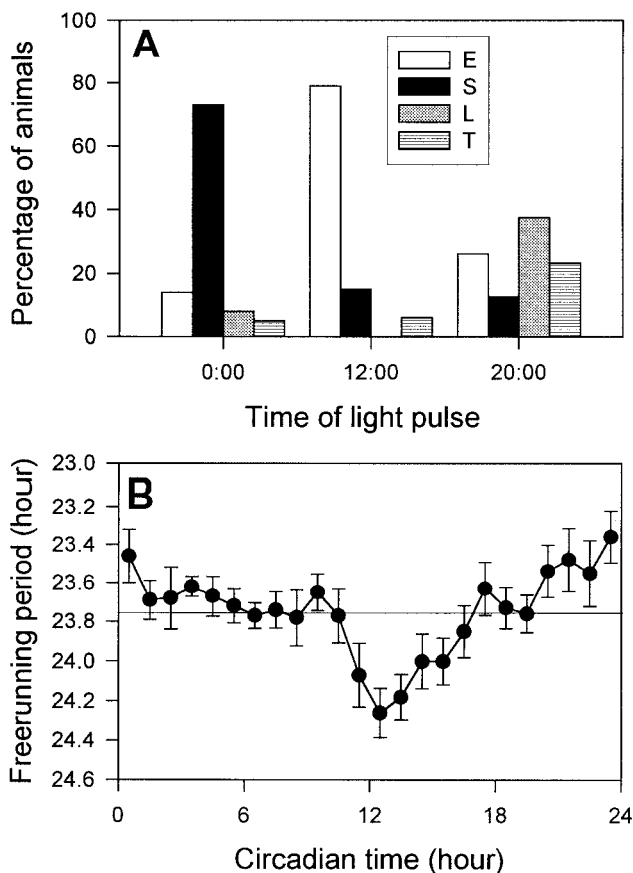 A
100
80
60
40
20
0
Percentage of animals
E
S
L
T
0:00 12:00 20:00
Time of light pulse
B
23.0
23.2
23.4
23.6
23.8
24.0
24.2
24.4
24.6
Freerunning period (hour)
0 6 12 18 24
Circadian time (hour)